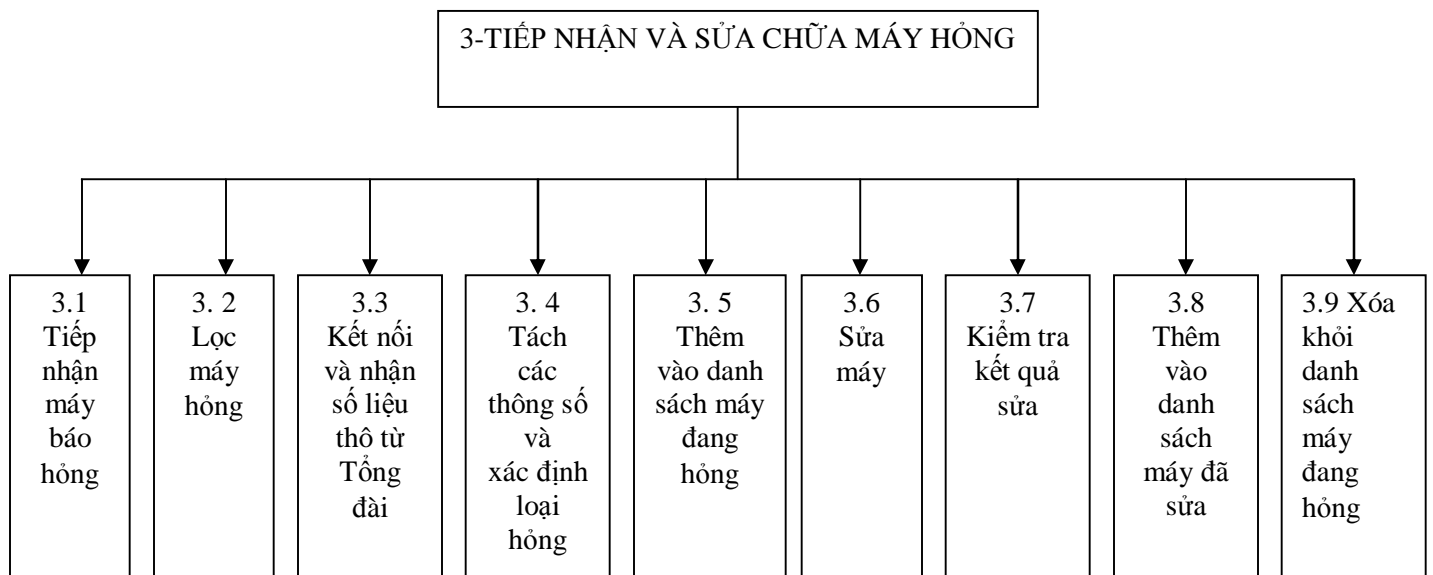 3-TIẾP NHẬN VÀ SỬA CHỮA MÁY HỎNG
3.1
Tiếp
nhận
máy
báo
hỏng
3. 2
Lọc
máy
hỏng
3.3
Kết nối
và nhận
số liệu
thô từ
Tổng
đài
3. 4
Tách
các
thông số
và
xác định
loại
hỏng
3. 5
Thêm
vào danh
sách máy
đang
hỏng
3.6
Sửa
máy
3.7
Kiểm tra
kết quả
sửa
3.8
Thêm
vào
danh
sách
máy đã
sửa
3.9 Xóa
khỏi
danh
sách
máy
đang
hỏng